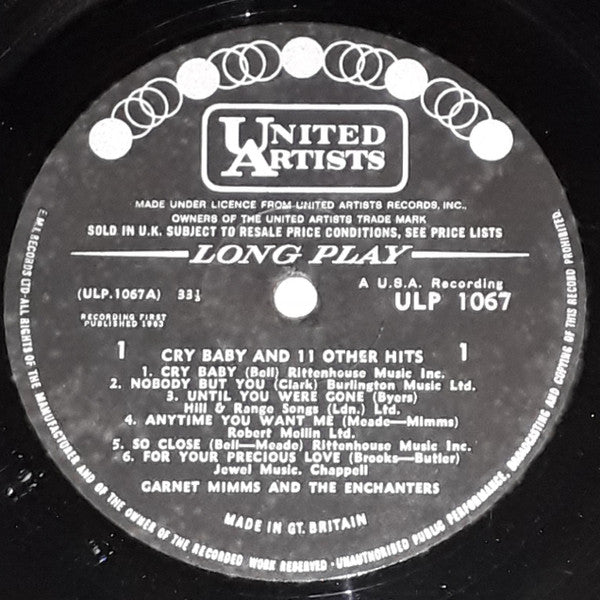 UNITED
ARTISTS
MADE UNDER LICENCE FROM UNITED ARTISTS RECORDS, INC.,
OWNERS OF THE UNITED ARTISTS TRADE MARK
SOLD IN U.K. SUBJECT TO RESALE PRICE CONDITIONS, SEE PRICE LISTS
LONG PLAY
(ULP.1067A) 33⅓
A U.S.A. Recording
ULP 1067
RECORDING FIRST
PUBLISHED 1963
1 CRY BABY AND 11 OTHER HITS 1
1. CRY BABY (Bell) Rittenhouse Music Inc.
2. NOBODY BUT YOU (Clark) Burlington Music Ltd.
3. UNTIL YOU WERE GONE (Byers)
Hill & Range Songs (Ldn.) Ltd.
4. ANYTIME YOU WANT ME (Meade—Mimms)
Robert Mellin Ltd.
5. SO CLOSE (Bell—Meade) Rittenhouse Music Inc.
6. FOR YOUR PRECIOUS LOVE (Brooks—Butler)
Jewel Music. Chappell
GARNET MIMMS AND THE ENCHANTERS
MADE IN GT. BRITAIN
E.M.I. RECORDS LTD·ALL RIGHTS OF THE MANUFACTURER AND OF THE OWNER OF THE RECORDED WORK RESERVED·UNAUTHORISED PUBLIC PERFORMANCE, BROADCASTING AND COPYING OF THIS RECORD PROHIBITED.